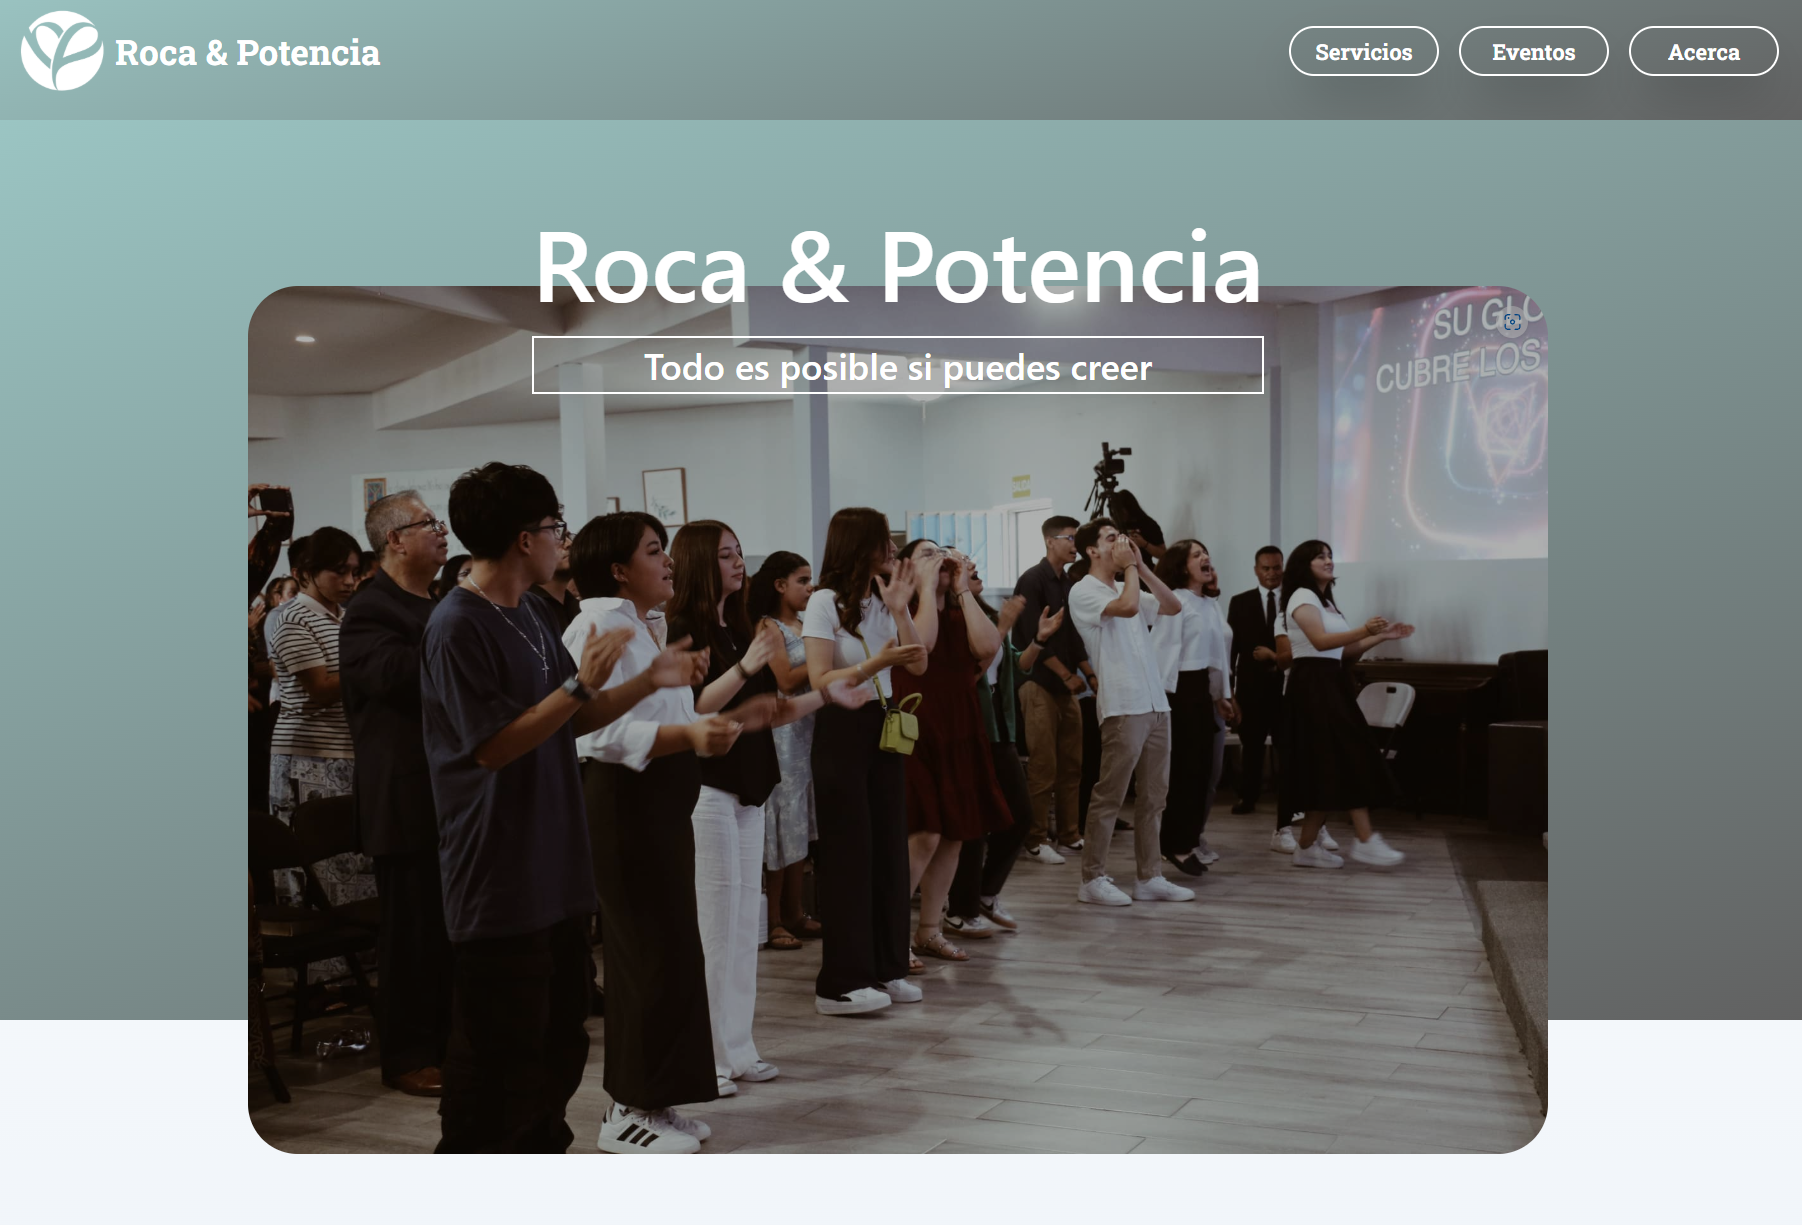 Roca & Potencia
Servicios
Eventos
Acerca
Roca & Potencia
Todo es posible si puedes creer
SU GLO
CUBRE LOS